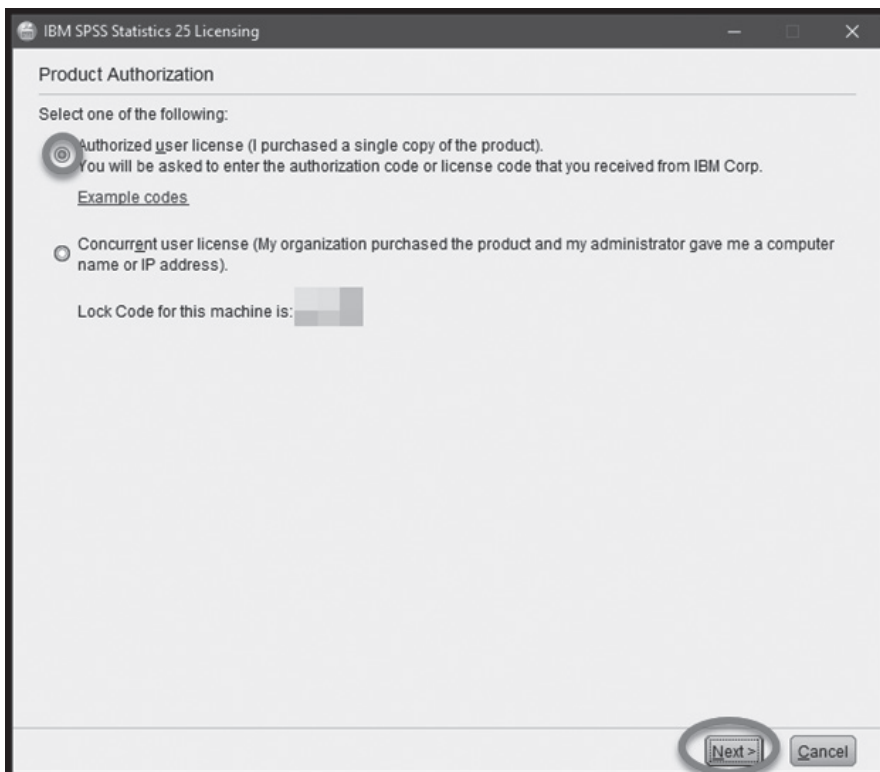 IBM SPSS Statistics 25 Licensing
Product Authorization
Select one of the following:
Authorized user license (I purchased a single copy of the product).
You will be asked to enter the authorization code or license code that you received from IBM Corp.
Example codes
Concurrent user license (My organization purchased the product and my administrator gave me a computer
name or IP address).
Lock Code for this machine is:
Next >
Cancel